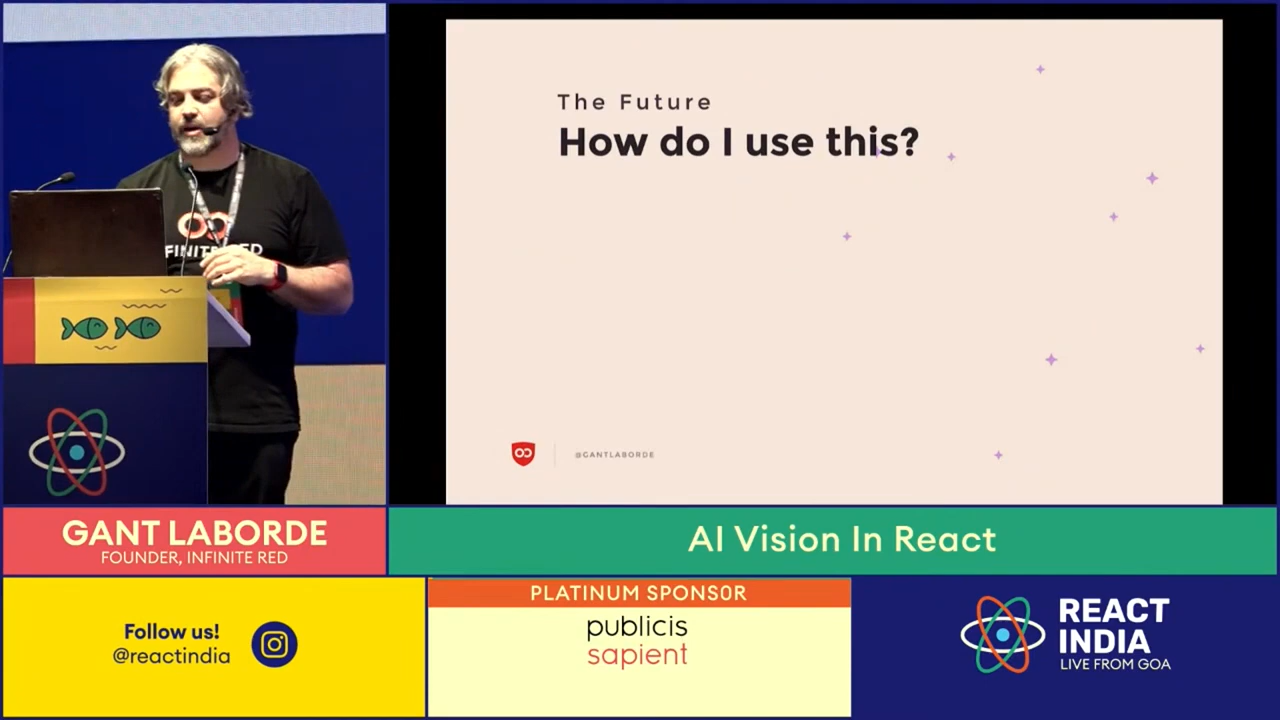 The Future
How do I use this?
@GANTLABORDE
GANT LABORDE
FOUNDER, INFINITE RED
AI Vision In React
Follow us!
@reactindia
PLATINUM SPONSOR
publicis
sapient
REACT
INDIA
LIVE FROM GOA